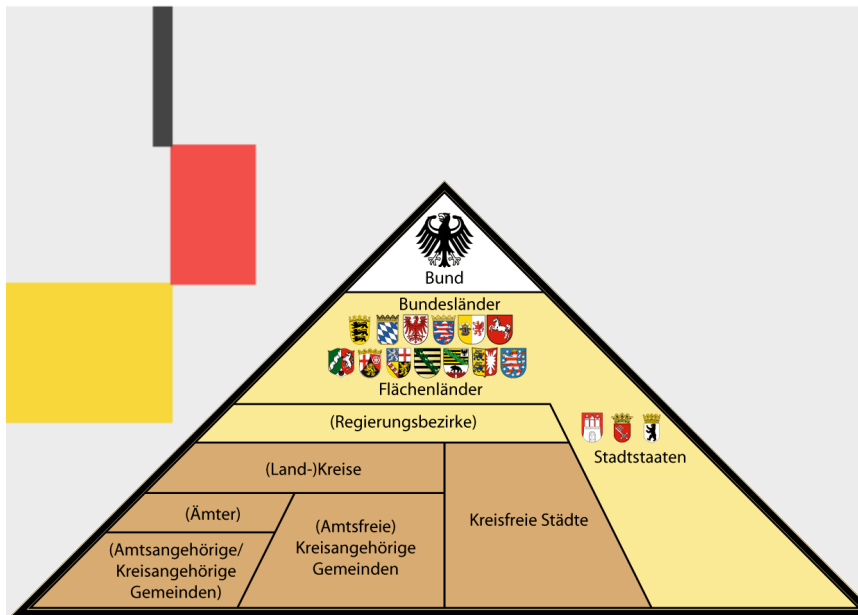 Bund
Bundesländer
Flächenländer
(Regierungsbezirke)
Stadtstaaten
(Land-)Kreise
(Ämter)
(Amtsangehörige/
Kreisangehörige
Gemeinden)
(Amtsfreie)
Kreisangehörige
Gemeinden
Kreisfreie Städte